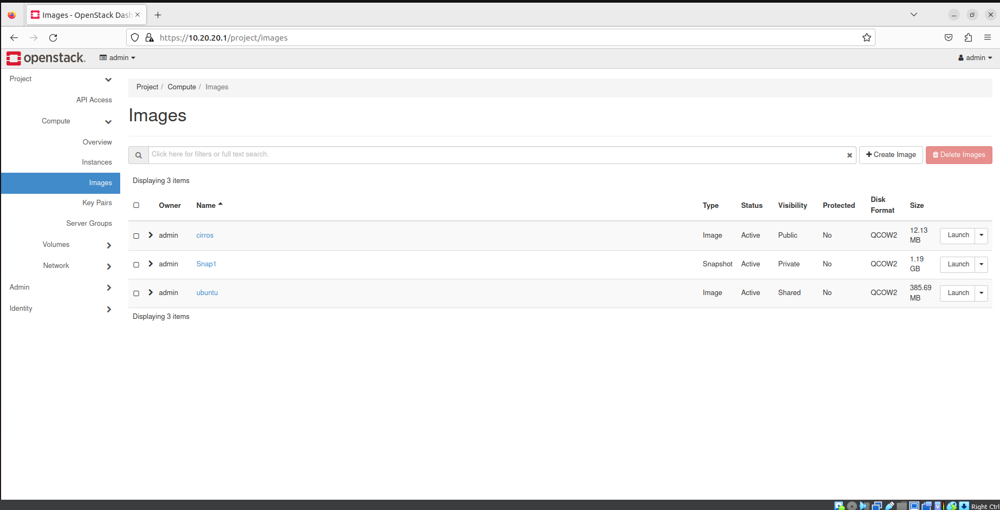 Images - OpenStack Dash
https://10.20.20.1/project/images
openstack. admin admin
Project
API Access
Compute
Overview
Instances
Images
Key Pairs
Server Groups
Volumes
Network
Admin
Identity
Project / Compute / Images
Images
Click here for filters or full text search. Create Image Delete Images
Displaying 3 items
Owner Name Type Status Visibility Protected Disk Format Size
admin cirros Image Active Public No QCOW2 12.13 MB Launch
admin Snap1 Snapshot Active Private No QCOW2 1.19 GB Launch
admin ubuntu Image Active Shared No QCOW2 385.69 MB Launch
Displaying 3 items
Right Ctrl